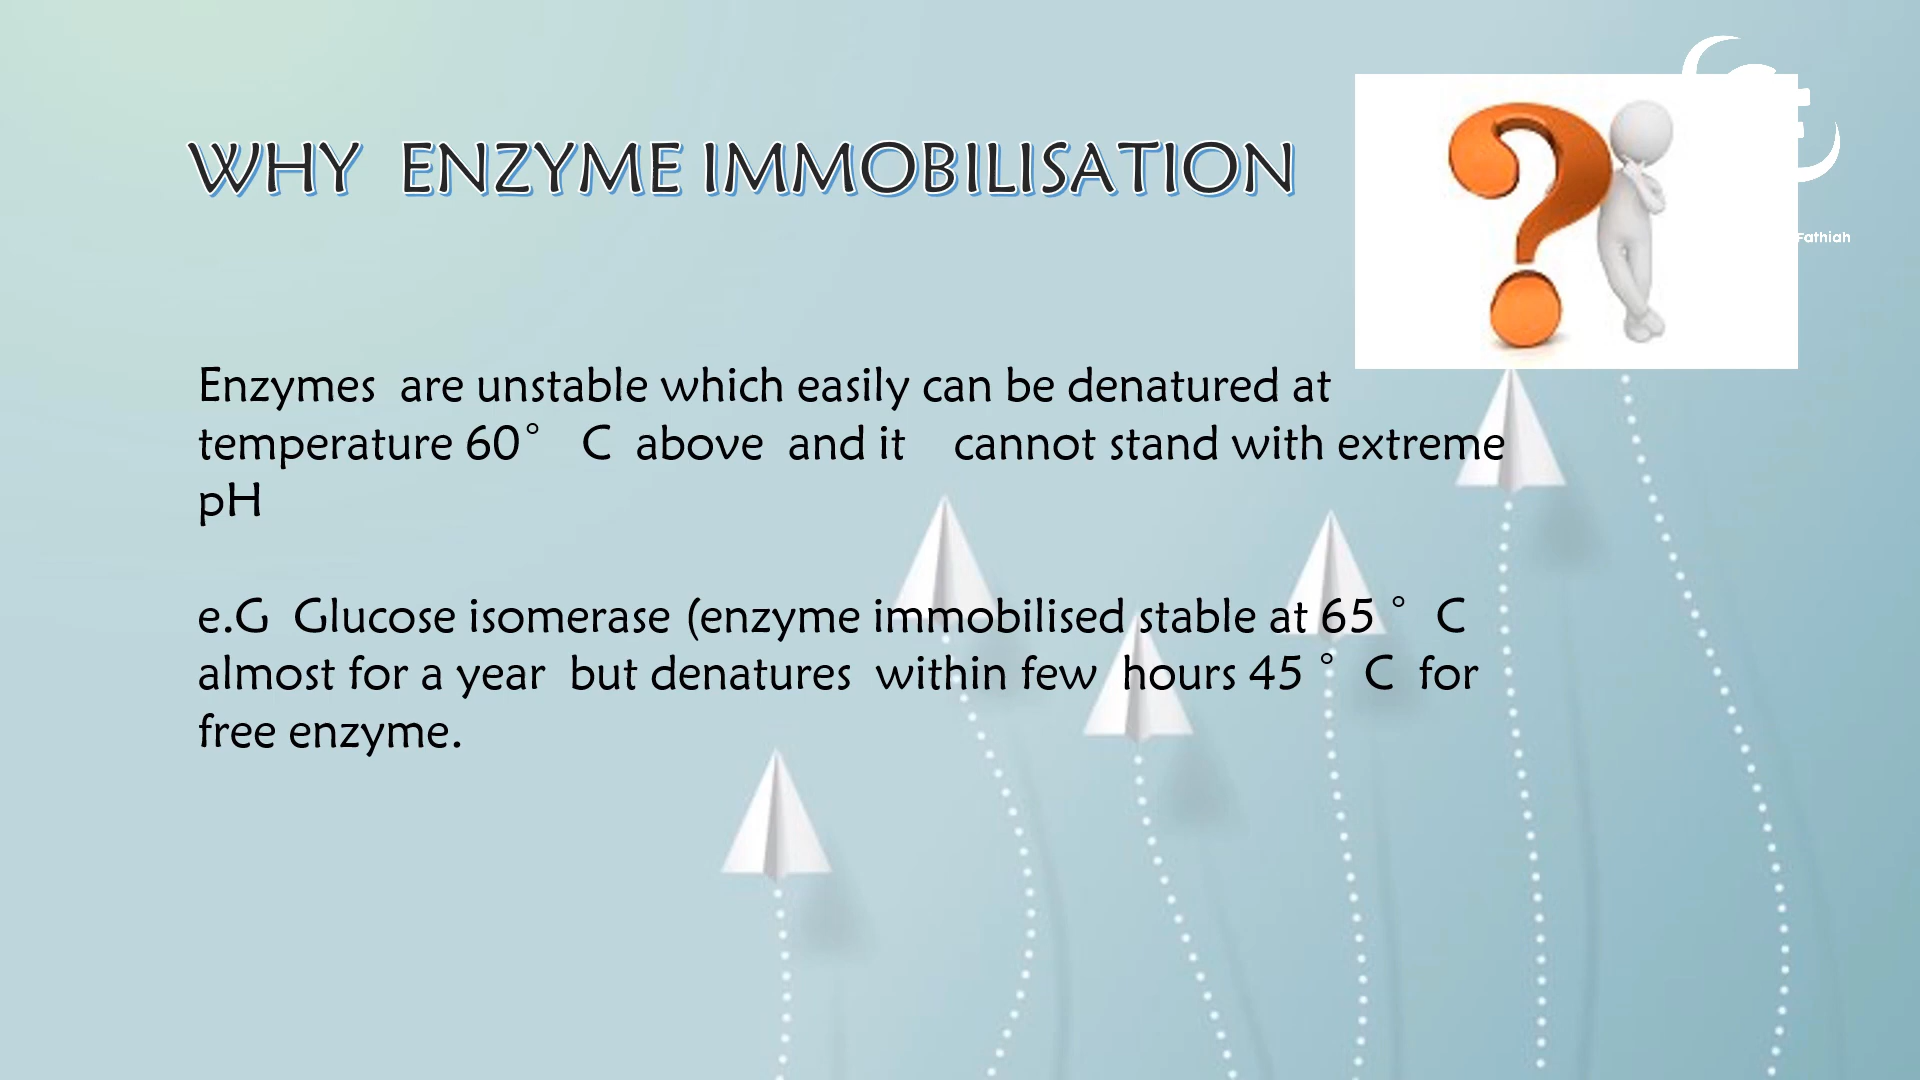 WHY ENZYME IMMOBILISATION
Fathiah
Enzymes are unstable which easily can be denatured at
temperature 60° C above and it cannot stand with extreme
pH
e.G Glucose isomerase (enzyme immobilised stable at 65 ° C
almost for a year but denatures within few hours 45 ° C for
free enzyme.